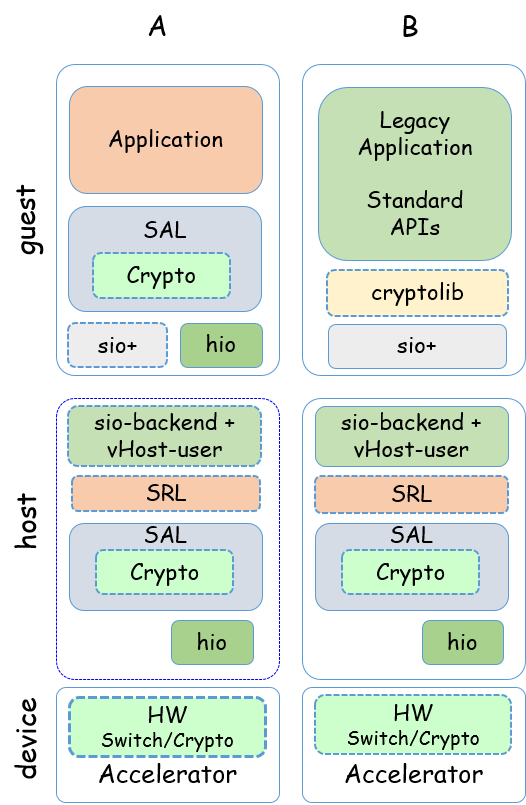 A
B
guest
Application
SAL
Crypto
sio+
hio
Legacy
Application
Standard
APIs
cryptolib
sio+
host
sio-backend +
vHost-user
SRL
SAL
Crypto
hio
sio-backend +
vHost-user
SRL
SAL
Crypto
hio
device
HW
Switch/Crypto
Accelerator
HW
Switch/Crypto
Accelerator